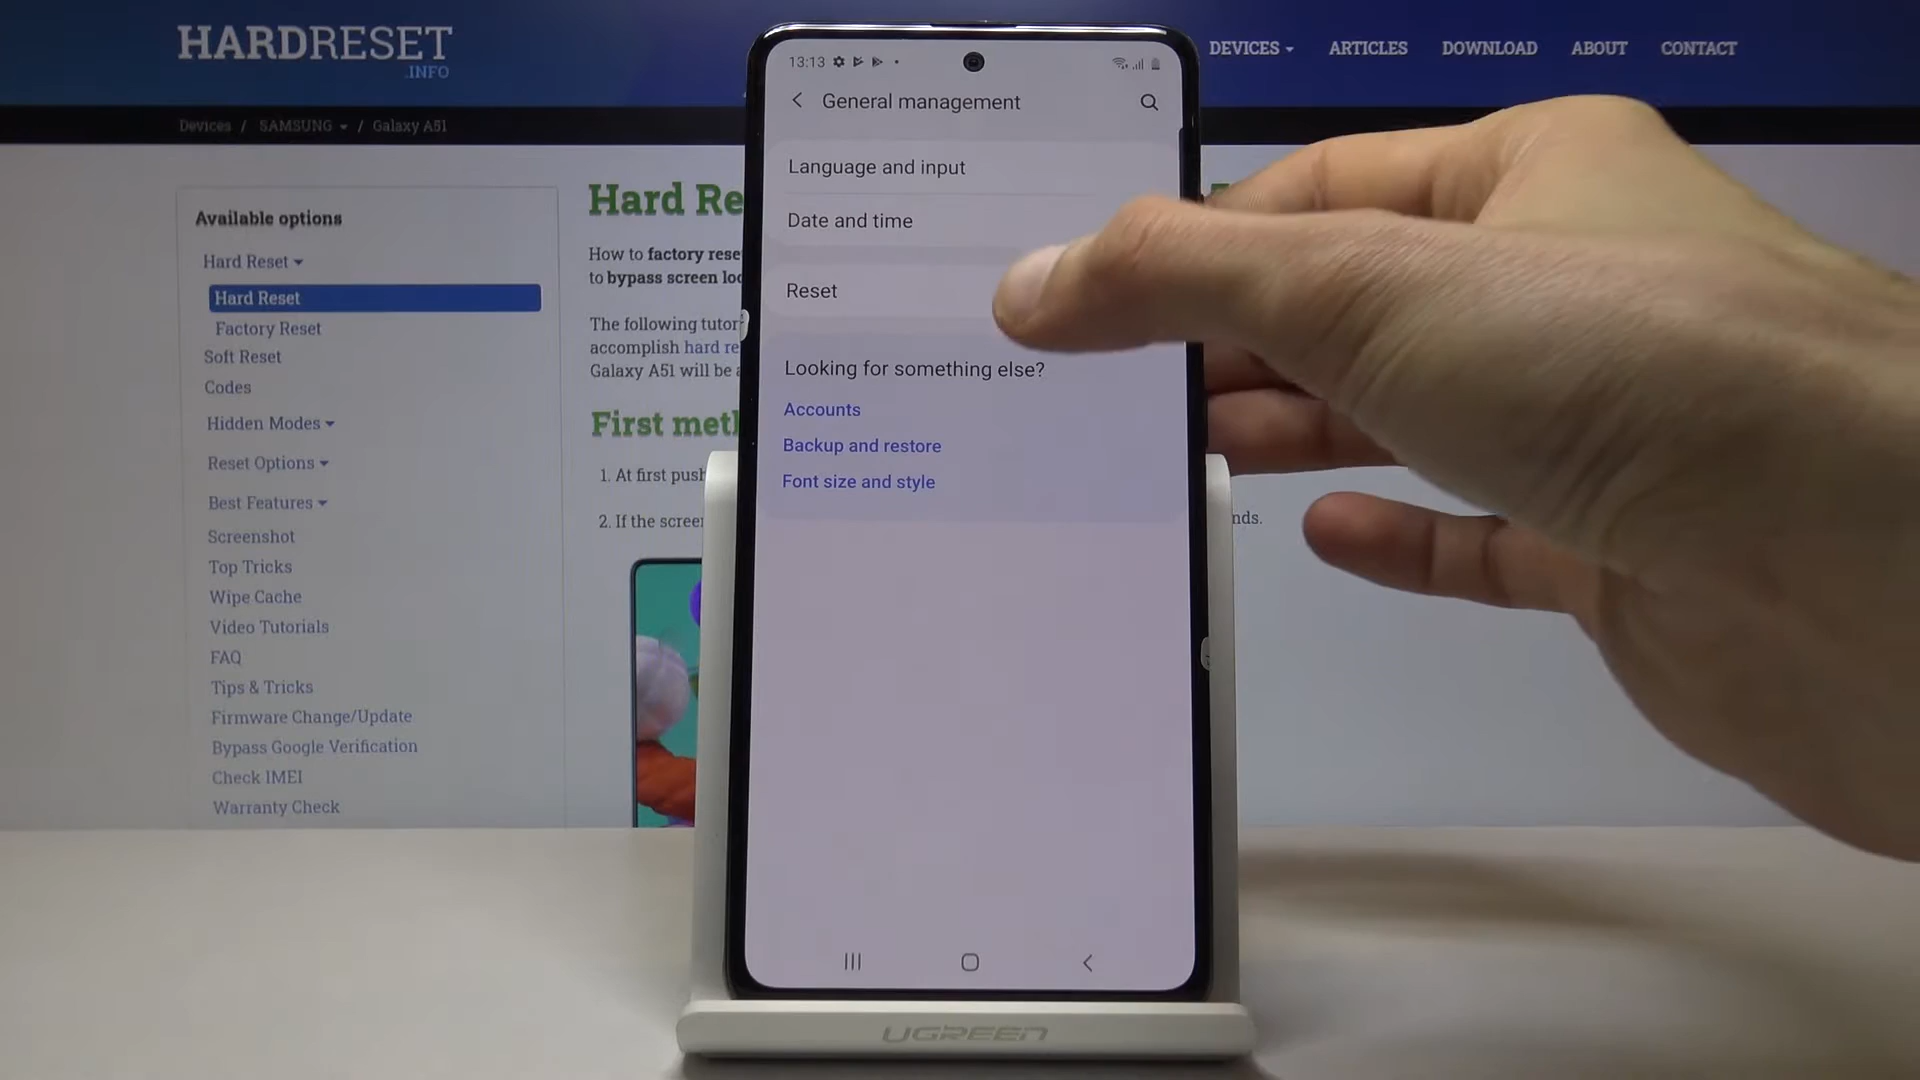 HARDRESET
.INFO
DEVICES ARTICLES DOWNLOAD ABOUT CONTACT
Devices / SAMSUNG / Galaxy A51
Available options
Hard Reset
Hard Reset
Factory Reset
Soft Reset
Codes
Hidden Modes
Reset Options
Best Features
Screenshot
Top Tricks
Wipe Cache
Video Tutorials
FAQ
Tips & Tricks
Firmware Change/Update
Bypass Google Verification
Check IMEI
Warranty Check
Hard Re
How to factory rese
to bypass screen loc
The following tutor
accomplish hard re
Galaxy A51 will be a
First meth
1. At first push
2. If the screen
nds.
13:13
General management
Language and input
Date and time
Reset
Looking for something else?
Accounts
Backup and restore
Font size and style
UGREEN